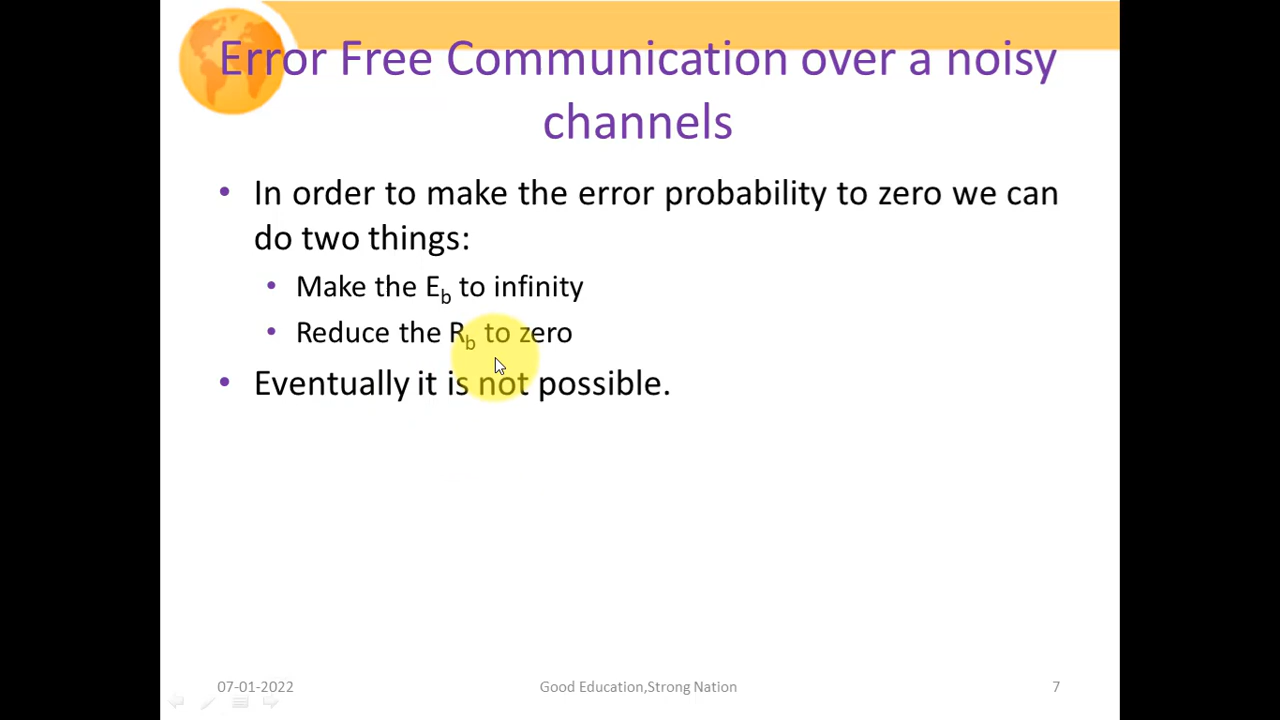 Error Free Communication over a noisy
channels
• In order to make the error probability to zero we can
do two things:
• Make the E_b to infinity
• Reduce the R_b to zero
• Eventually it is not possible.
07-01-2022
Good Education,Strong Nation
7